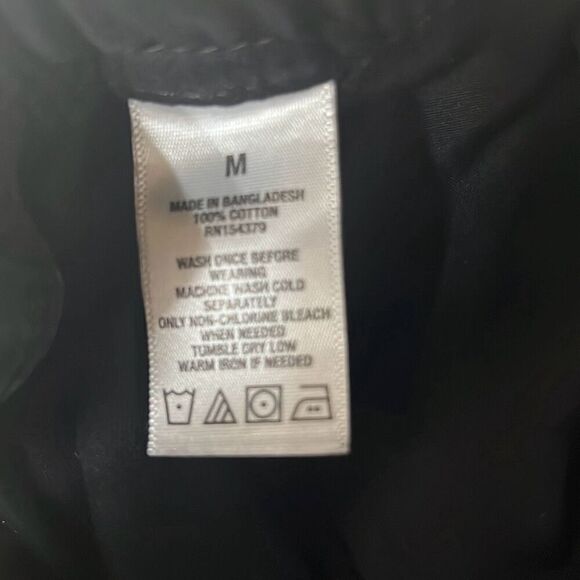 M
MADE IN BANGLADESH
100% COTTON
RN154379
WASH ONCE BEFORE
WEARING
MACHINE WASH COLD
SEPARATELY
ONLY NON-CHLORINE BLEACH
WHEN NEEDED
TUMBLE DRY LOW
WARM IRON IF NEEDED